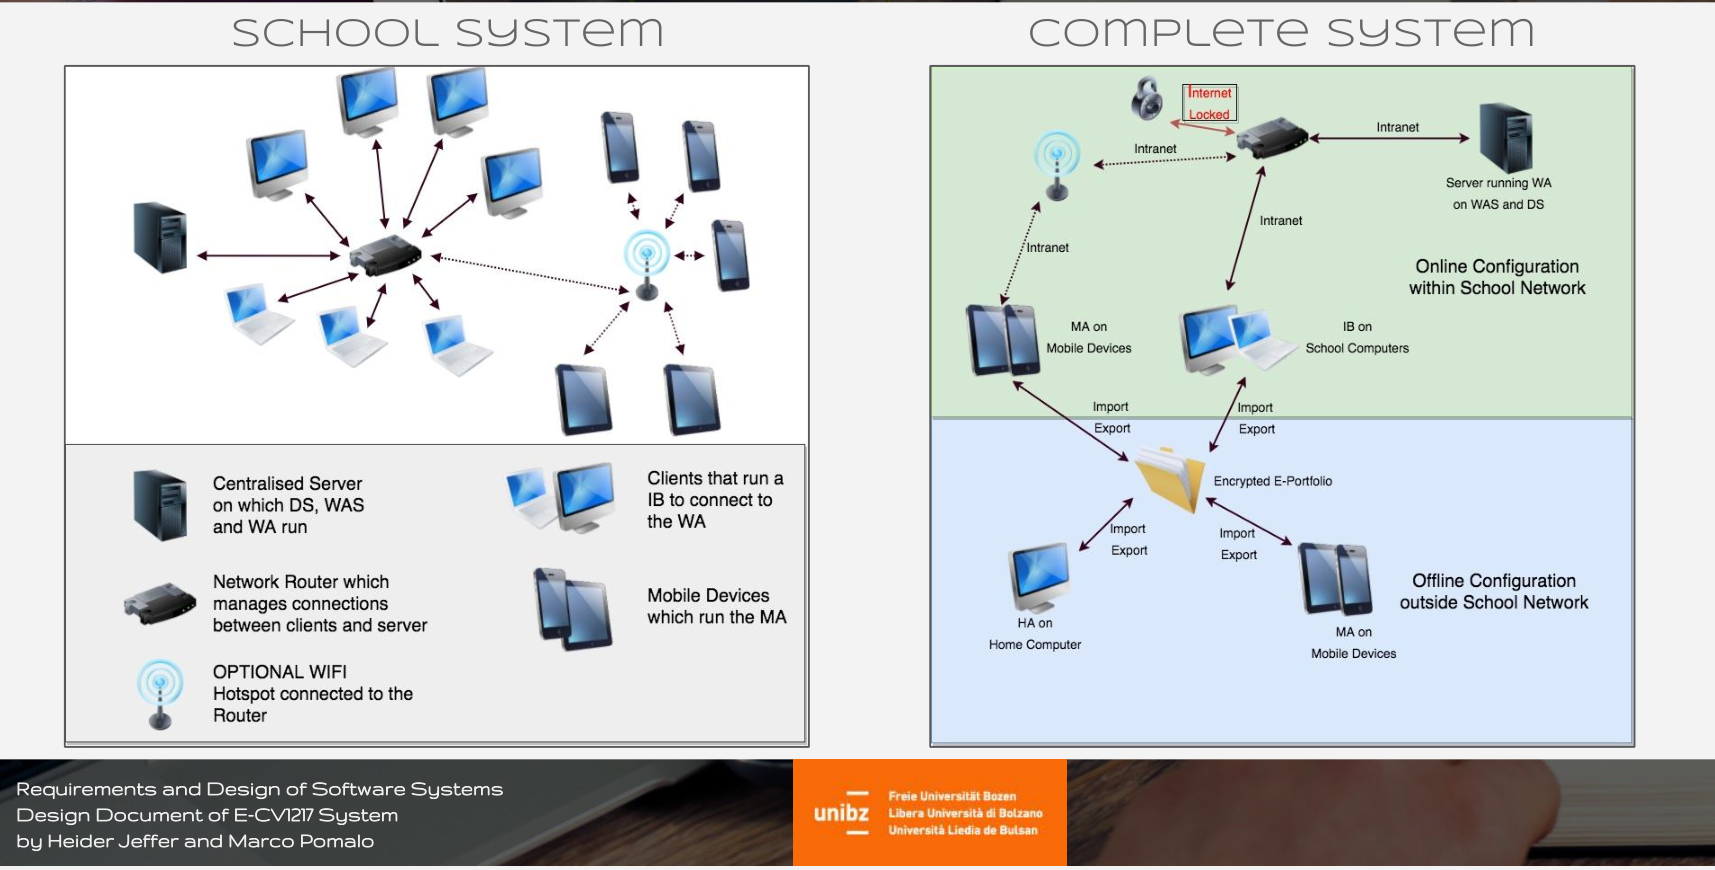 SCHOOL SYSTEM
Centralised Server
on which DS, WAS
and WA run
Network Router which
manages connections
between clients and server
OPTIONAL WIFI
Hotspot connected to the
Router
Clients that run a
IB to connect to
the WA
Mobile Devices
which run the MA
COMPLETE SYSTEM
Internet
Locked
Intranet
Intranet
Server running WA
on WAS and DS
Intranet
Intranet
Online Configuration
within School Network
MA on
Mobile Devices
IB on
School Computers
Import
Export
Import
Export
Encrypted E-Portfolio
Import
Export
Import
Export
HA on
Home Computer
MA on
Mobile Devices
Offline Configuration
outside School Network
Requirements and Design of Software Systems
Design Document of E-CV1217 System
by Heider Jeffer and Marco Pomalo
unibz
Freie Universität Bozen
Libera Università di Bolzano
Università Liedia de Bulsan